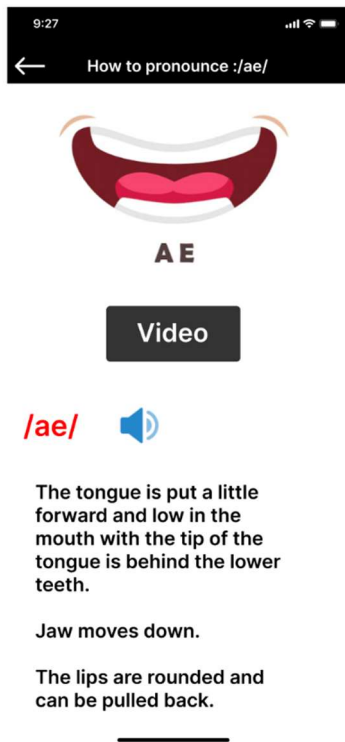 9:27
How to pronounce :/ae/
A E
Video
/ae/
The tongue is put a little
forward and low in the
mouth with the tip of the
tongue is behind the lower
teeth.
Jaw moves down.
The lips are rounded and
can be pulled back.